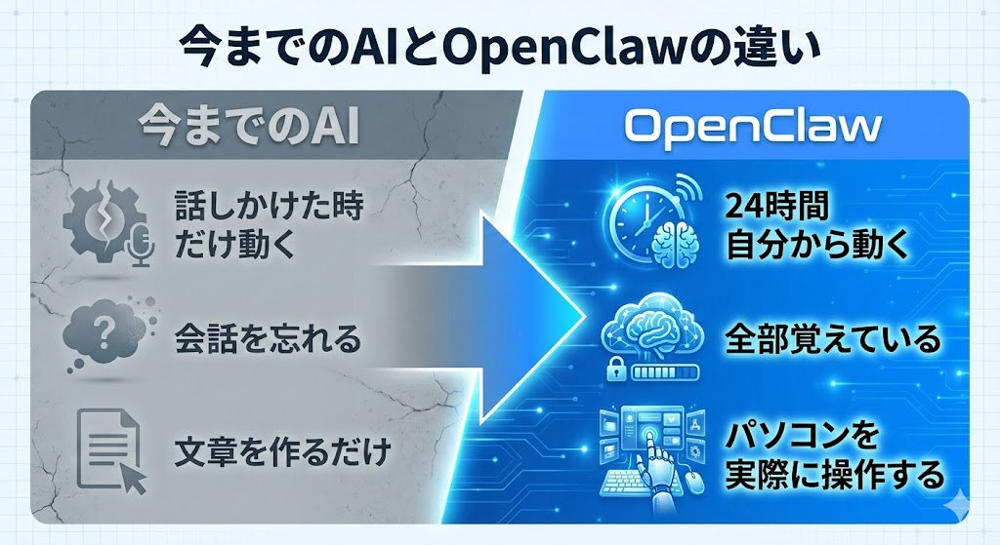 今までのAIとOpenClawの違い
今までのAI
話しかけた時
だけ動く
会話を忘れる
文章を作るだけ
OpenClaw
24時間
自分から動く
全部覚えている
パソコンを
実際に操作する